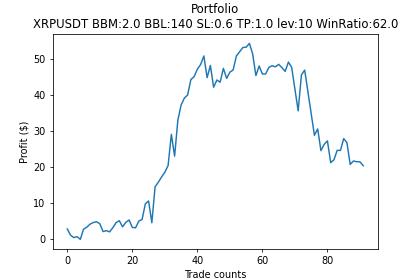 Portfolio
XRPUSDT BBM:2.0 BBL:140 SL:0.6 TP:1.0 lev:10 WinRatio:62.0
50
40
30
20
10
0
Profit ($)
0 20 40 60 80
Trade counts